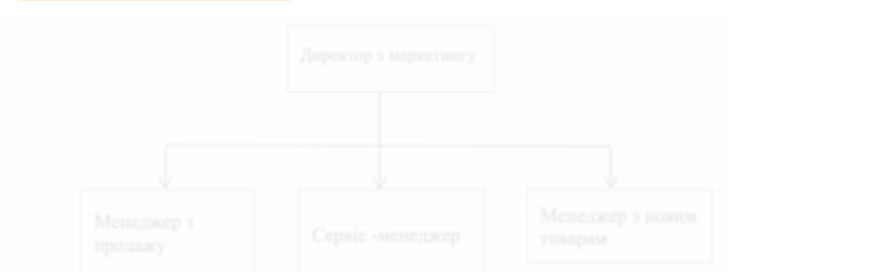 Директор з маркетингу
Менеджер з
продажу
Сервіс -менеджер
Менеджер з новим
товарам